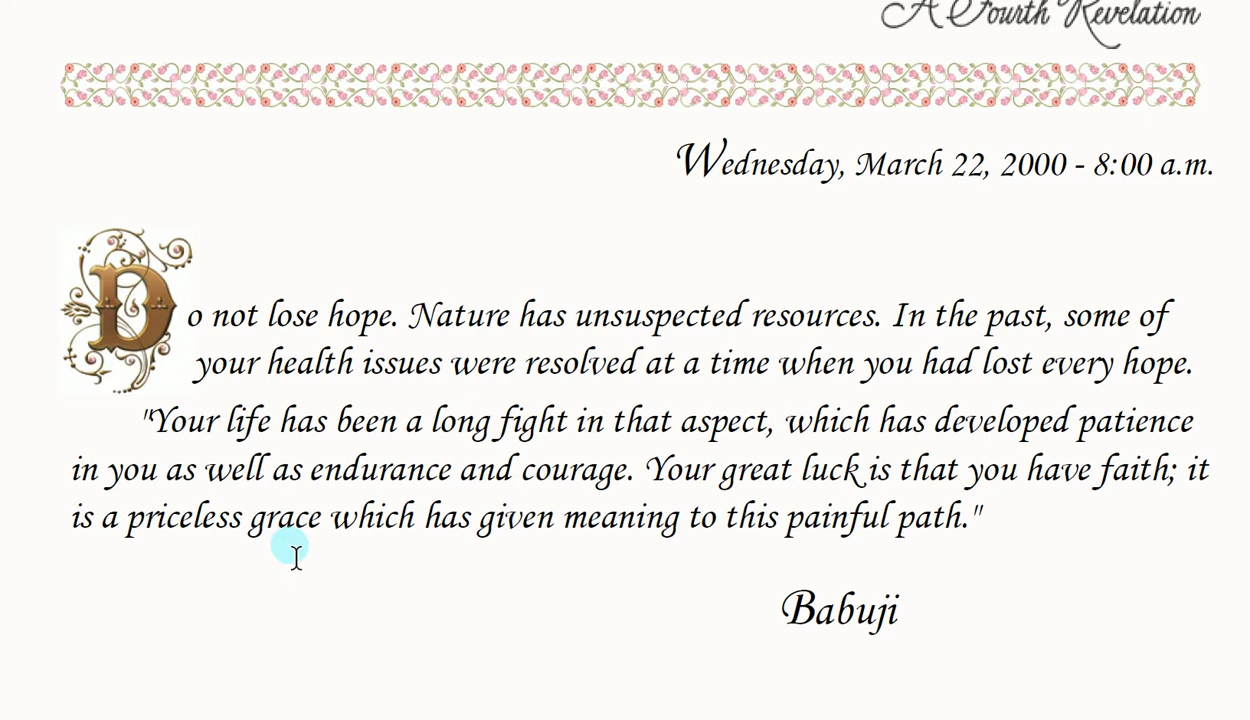 A Fourth Revelation
Wednesday, March 22, 2000 - 8:00 a.m.
Do not lose hope. Nature has unsuspected resources. In the past, some of
your health issues were resolved at a time when you had lost every hope.
"Your life has been a long fight in that aspect, which has developed patience
in you as well as endurance and courage. Your great luck is that you have faith; it
is a priceless grace which has given meaning to this painful path."
Babuji